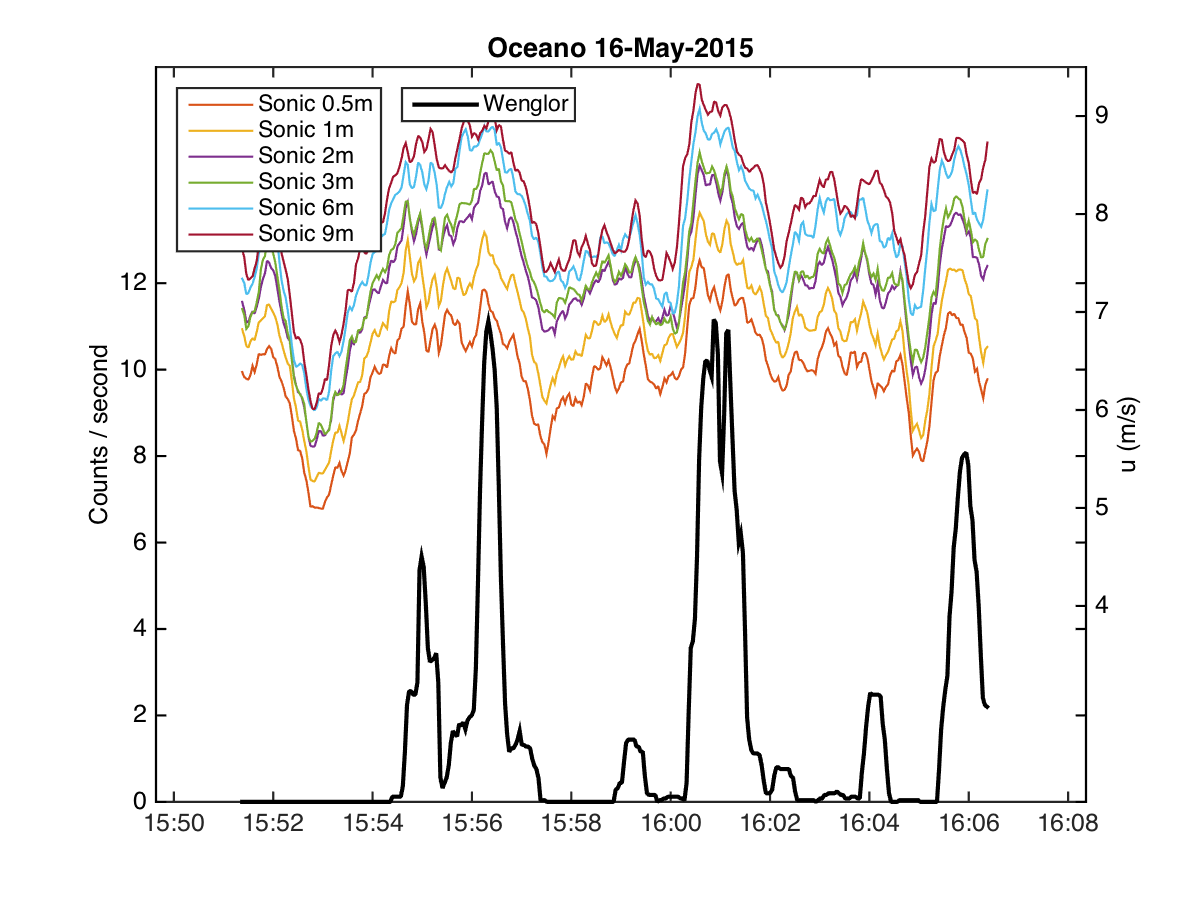 Oceano 16-May-2015
Sonic 0.5m
Sonic 1m
Sonic 2m
Sonic 3m
Sonic 6m
Sonic 9m
Wenglor
Counts / second
12
10
8
6
4
2
0
9
8
7
6
5
4
u (m/s)
15:50 15:52 15:54 15:56 15:58 16:00 16:02 16:04 16:06 16:08